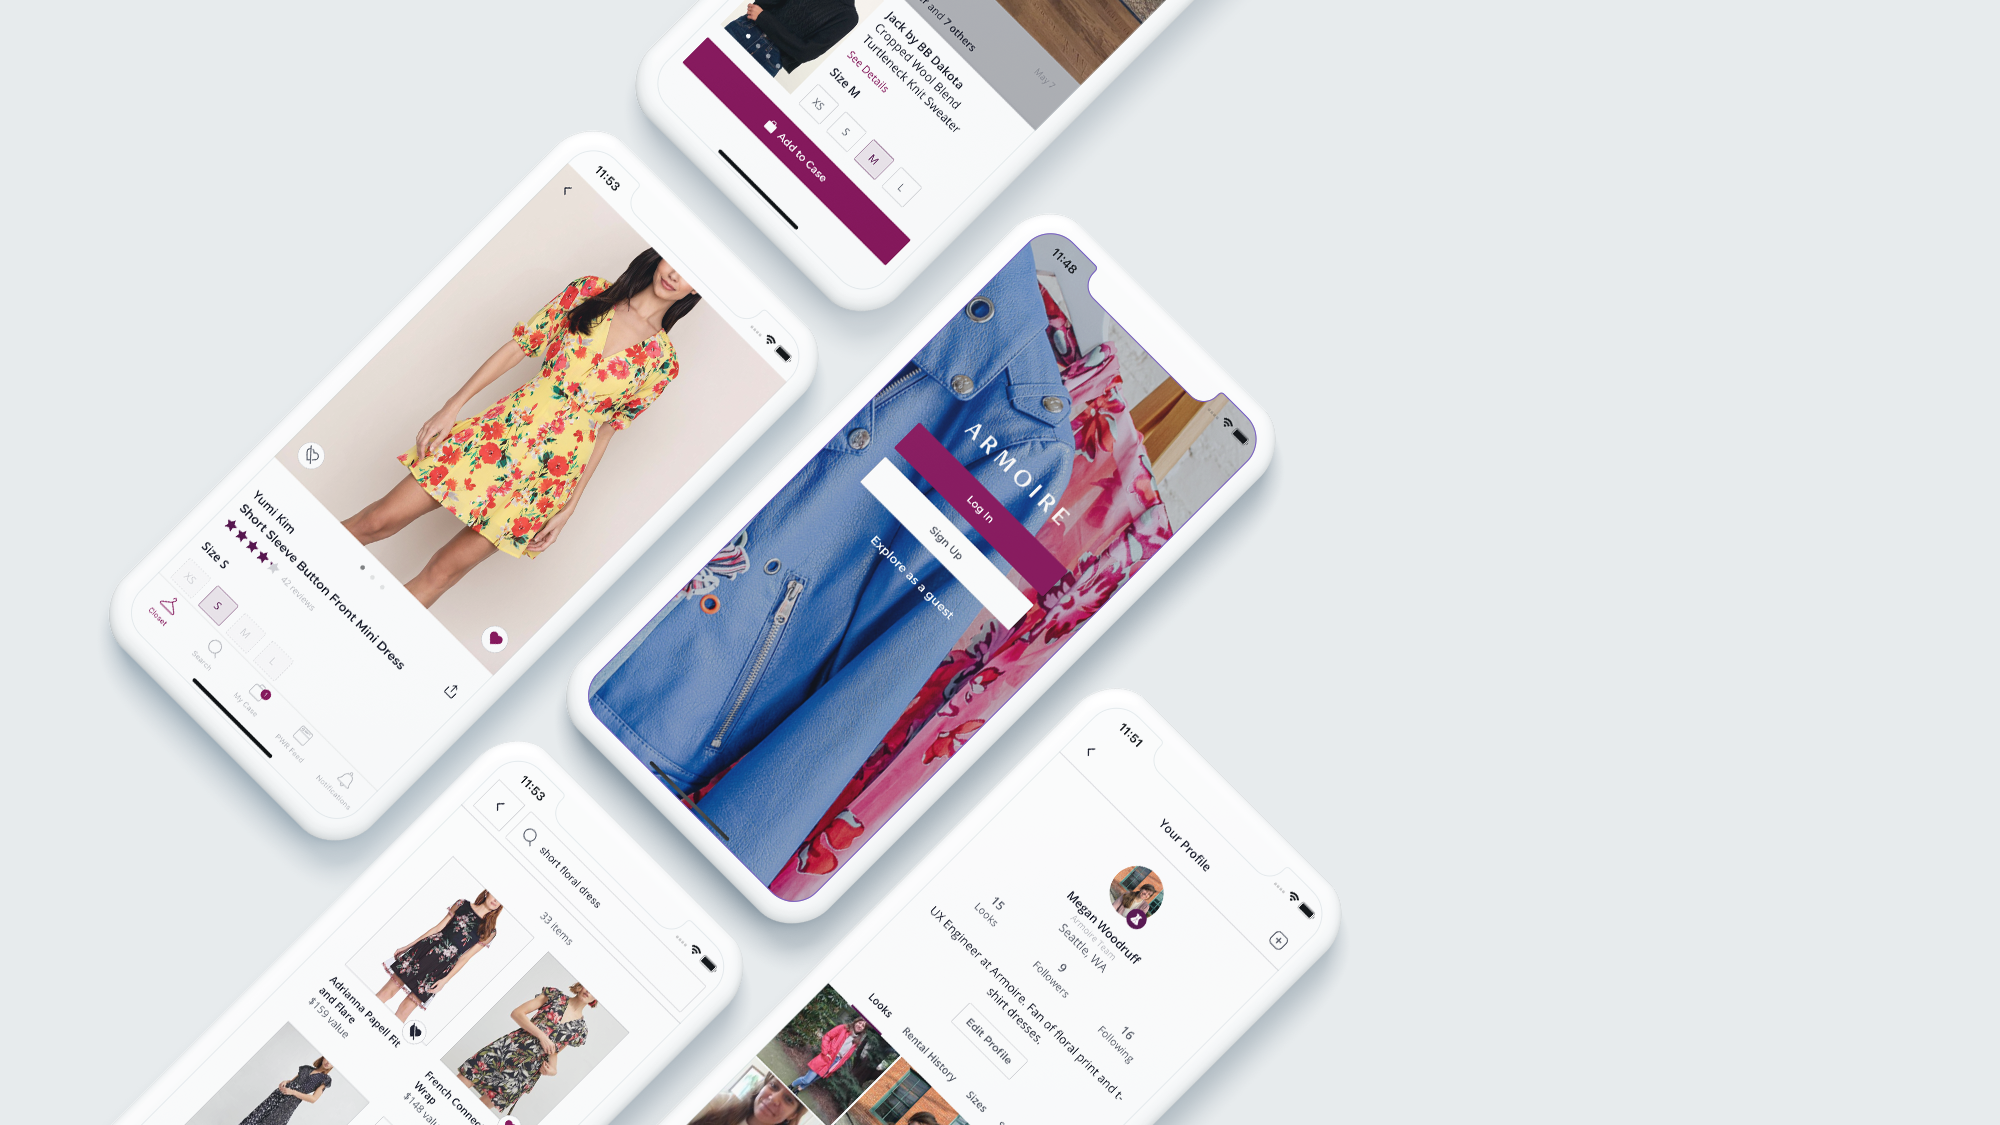 r and 7 others
May 7
Jack by BB Dakota
Cropped Wool Blend
Turtleneck Knit Sweater
See Details
Size M
XS
S
M
L
Add to Case
11:53
Yumi Kim
Short Sleeve Button Front Mini Dress
42 reviews
Size S
XS
S
M
L
Closet
Search
My Case
PWR Feed
Notifications
11:48
ARMOIRE
Log In
Sign Up
Explore as a guest
11:53
short floral dress
33 items
Adrianna Papell Fit
and Flare
$159 value
French Connec
Wrap
$148 valu
11:51
Your Profile
Megan Woodruff
Armoire Team
Seattle, WA
15
Looks
9
Followers
16
Following
UX Engineer at Armoire. Fan of floral print and t-
shirt dresses.
Edit Profile
Looks
Rental History
Sizes